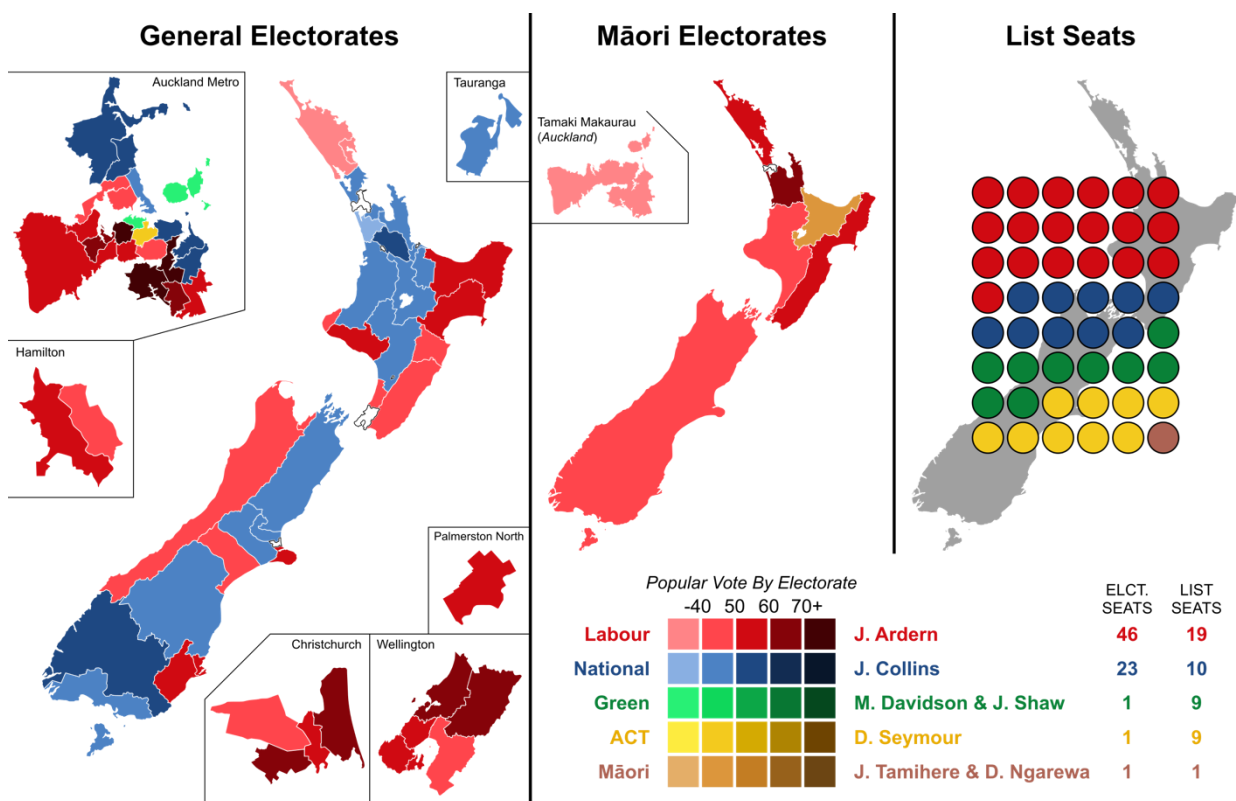 General Electorates
Māori Electorates
List Seats
Auckland Metro
Tauranga
Tamaki Makaurau
(Auckland)
Hamilton
Palmerston North
Christchurch
Wellington
Popular Vote By Electorate
-40 50 60 70+
ELCT. SEATS
LIST SEATS
Labour J. Ardern 46 19
National J. Collins 23 10
Green M. Davidson & J. Shaw 1 9
ACT D. Seymour 1 9
Māori J. Tamihere & D. Ngarewa 1 1